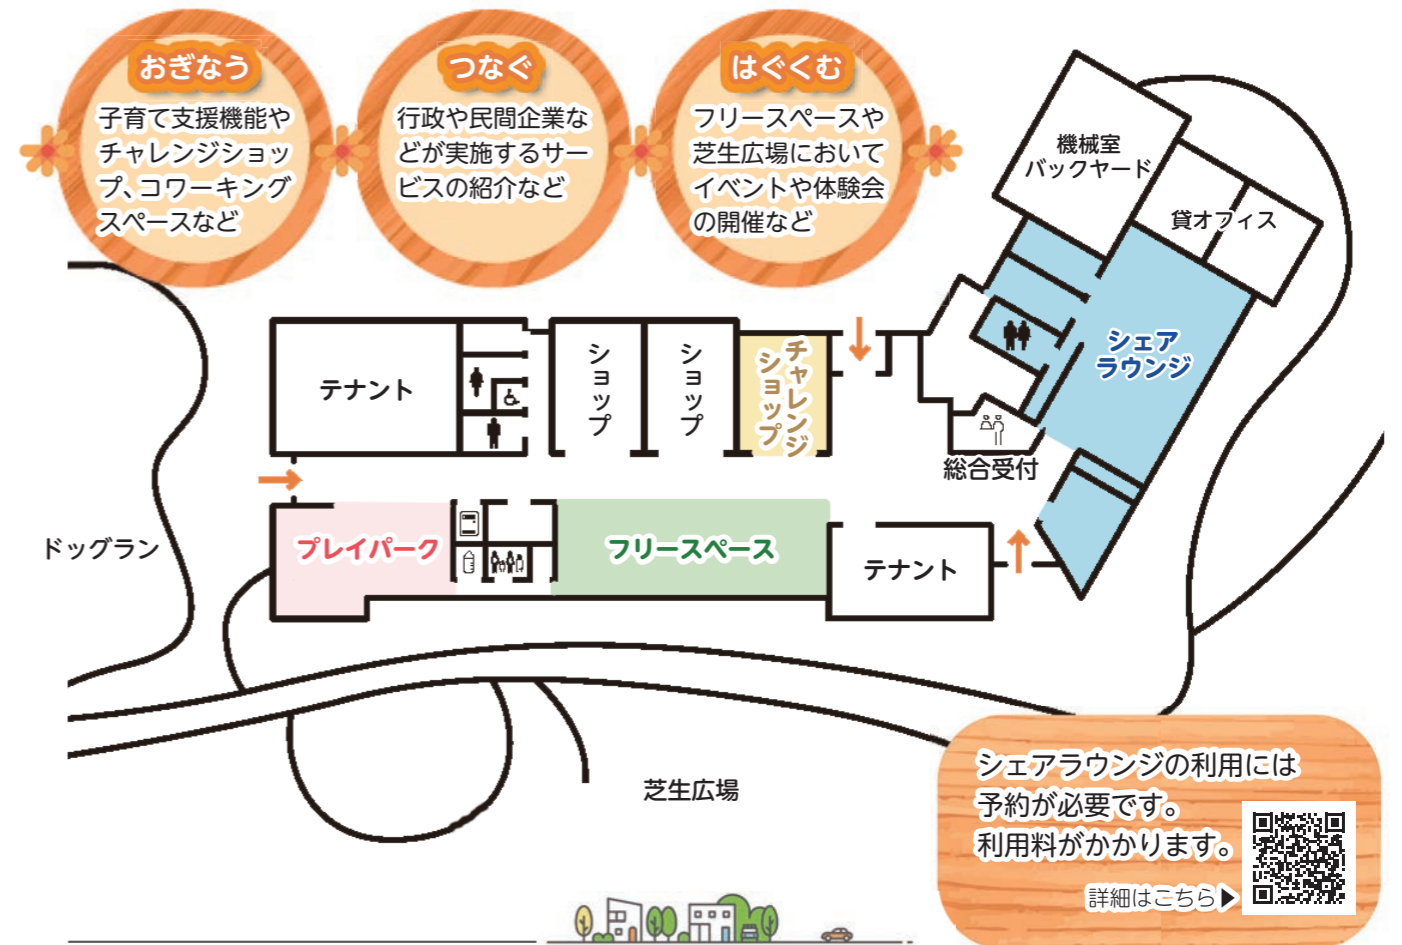 おぎなう
子育て支援機能や
チャレンジショッ
プ、コワーキング
スペースなど
つなぐ
行政や民間企業な
どが実施するサー
ビスの紹介など
はぐくむ
フリースペースや
芝生広場において
イベントや体験会
の開催など
機械室
バックヤード
貸オフィス
シェア
ラウンジ
テナント
ショップ
ショップ
チャレンジ
ショップ
総合受付
ドッグラン
プレイパーク
フリースペース
テナント
芝生広場
シェアラウンジの利用には
予約が必要です。
利用料がかかります。
詳細はこちら▶